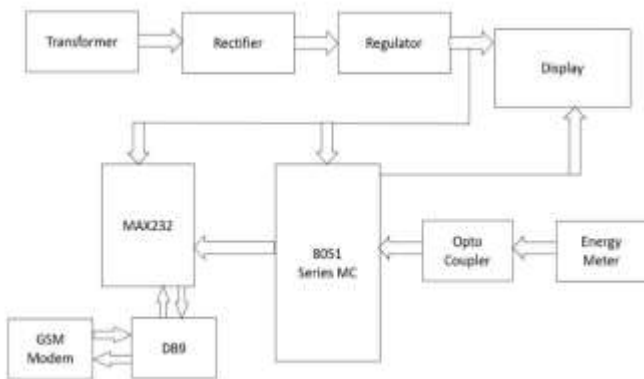 Transformer
Rectifier
Regulator
Display
MAX232
8051
Series MC
Opto
Coupler
Energy
Meter
GSM
Modem
DB9